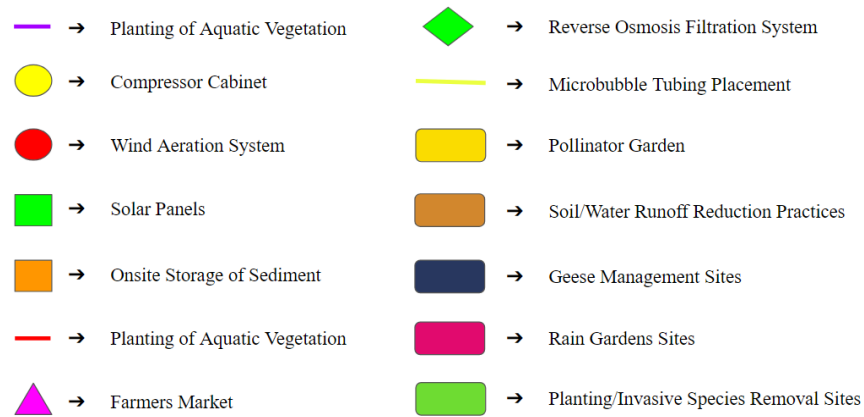 ➔ Planting of Aquatic Vegetation
➔ Compressor Cabinet
➔ Wind Aeration System
➔ Solar Panels
➔ Onsite Storage of Sediment
➔ Planting of Aquatic Vegetation
➔ Farmers Market
➔ Reverse Osmosis Filtration System
➔ Microbubble Tubing Placement
➔ Pollinator Garden
➔ Soil/Water Runoff Reduction Practices
➔ Geese Management Sites
➔ Rain Gardens Sites
➔ Planting/Invasive Species Removal Sites